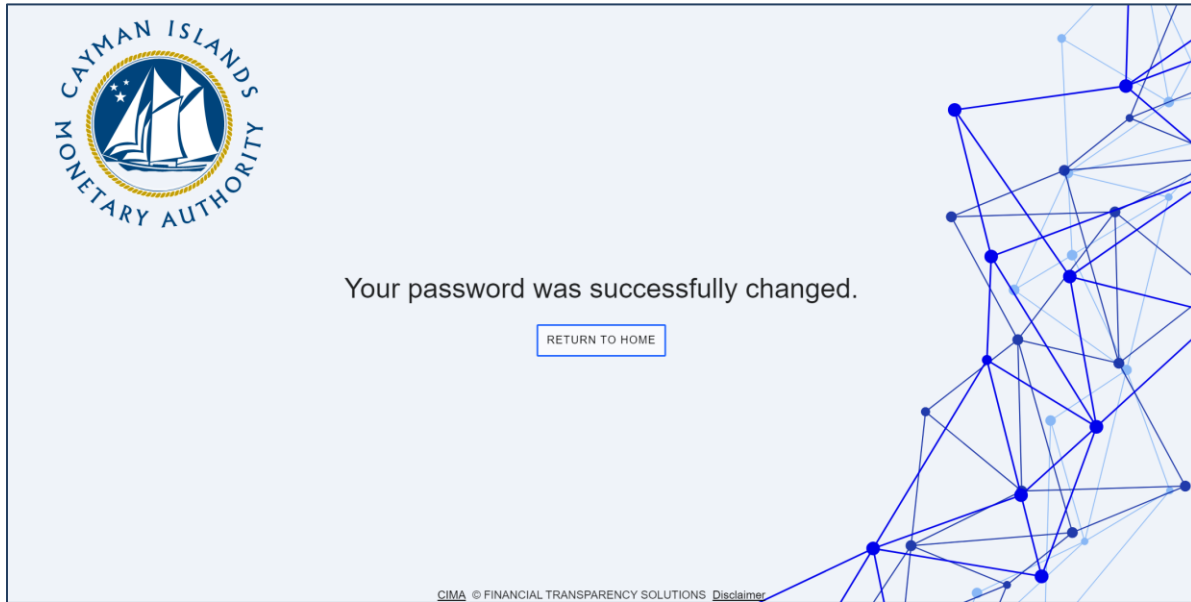 CAYMAN ISLANDS
MONETARY AUTHORITY
Your password was successfully changed.
RETURN TO HOME
CIMA © FINANCIAL TRANSPARENCY SOLUTIONS Disclaimer